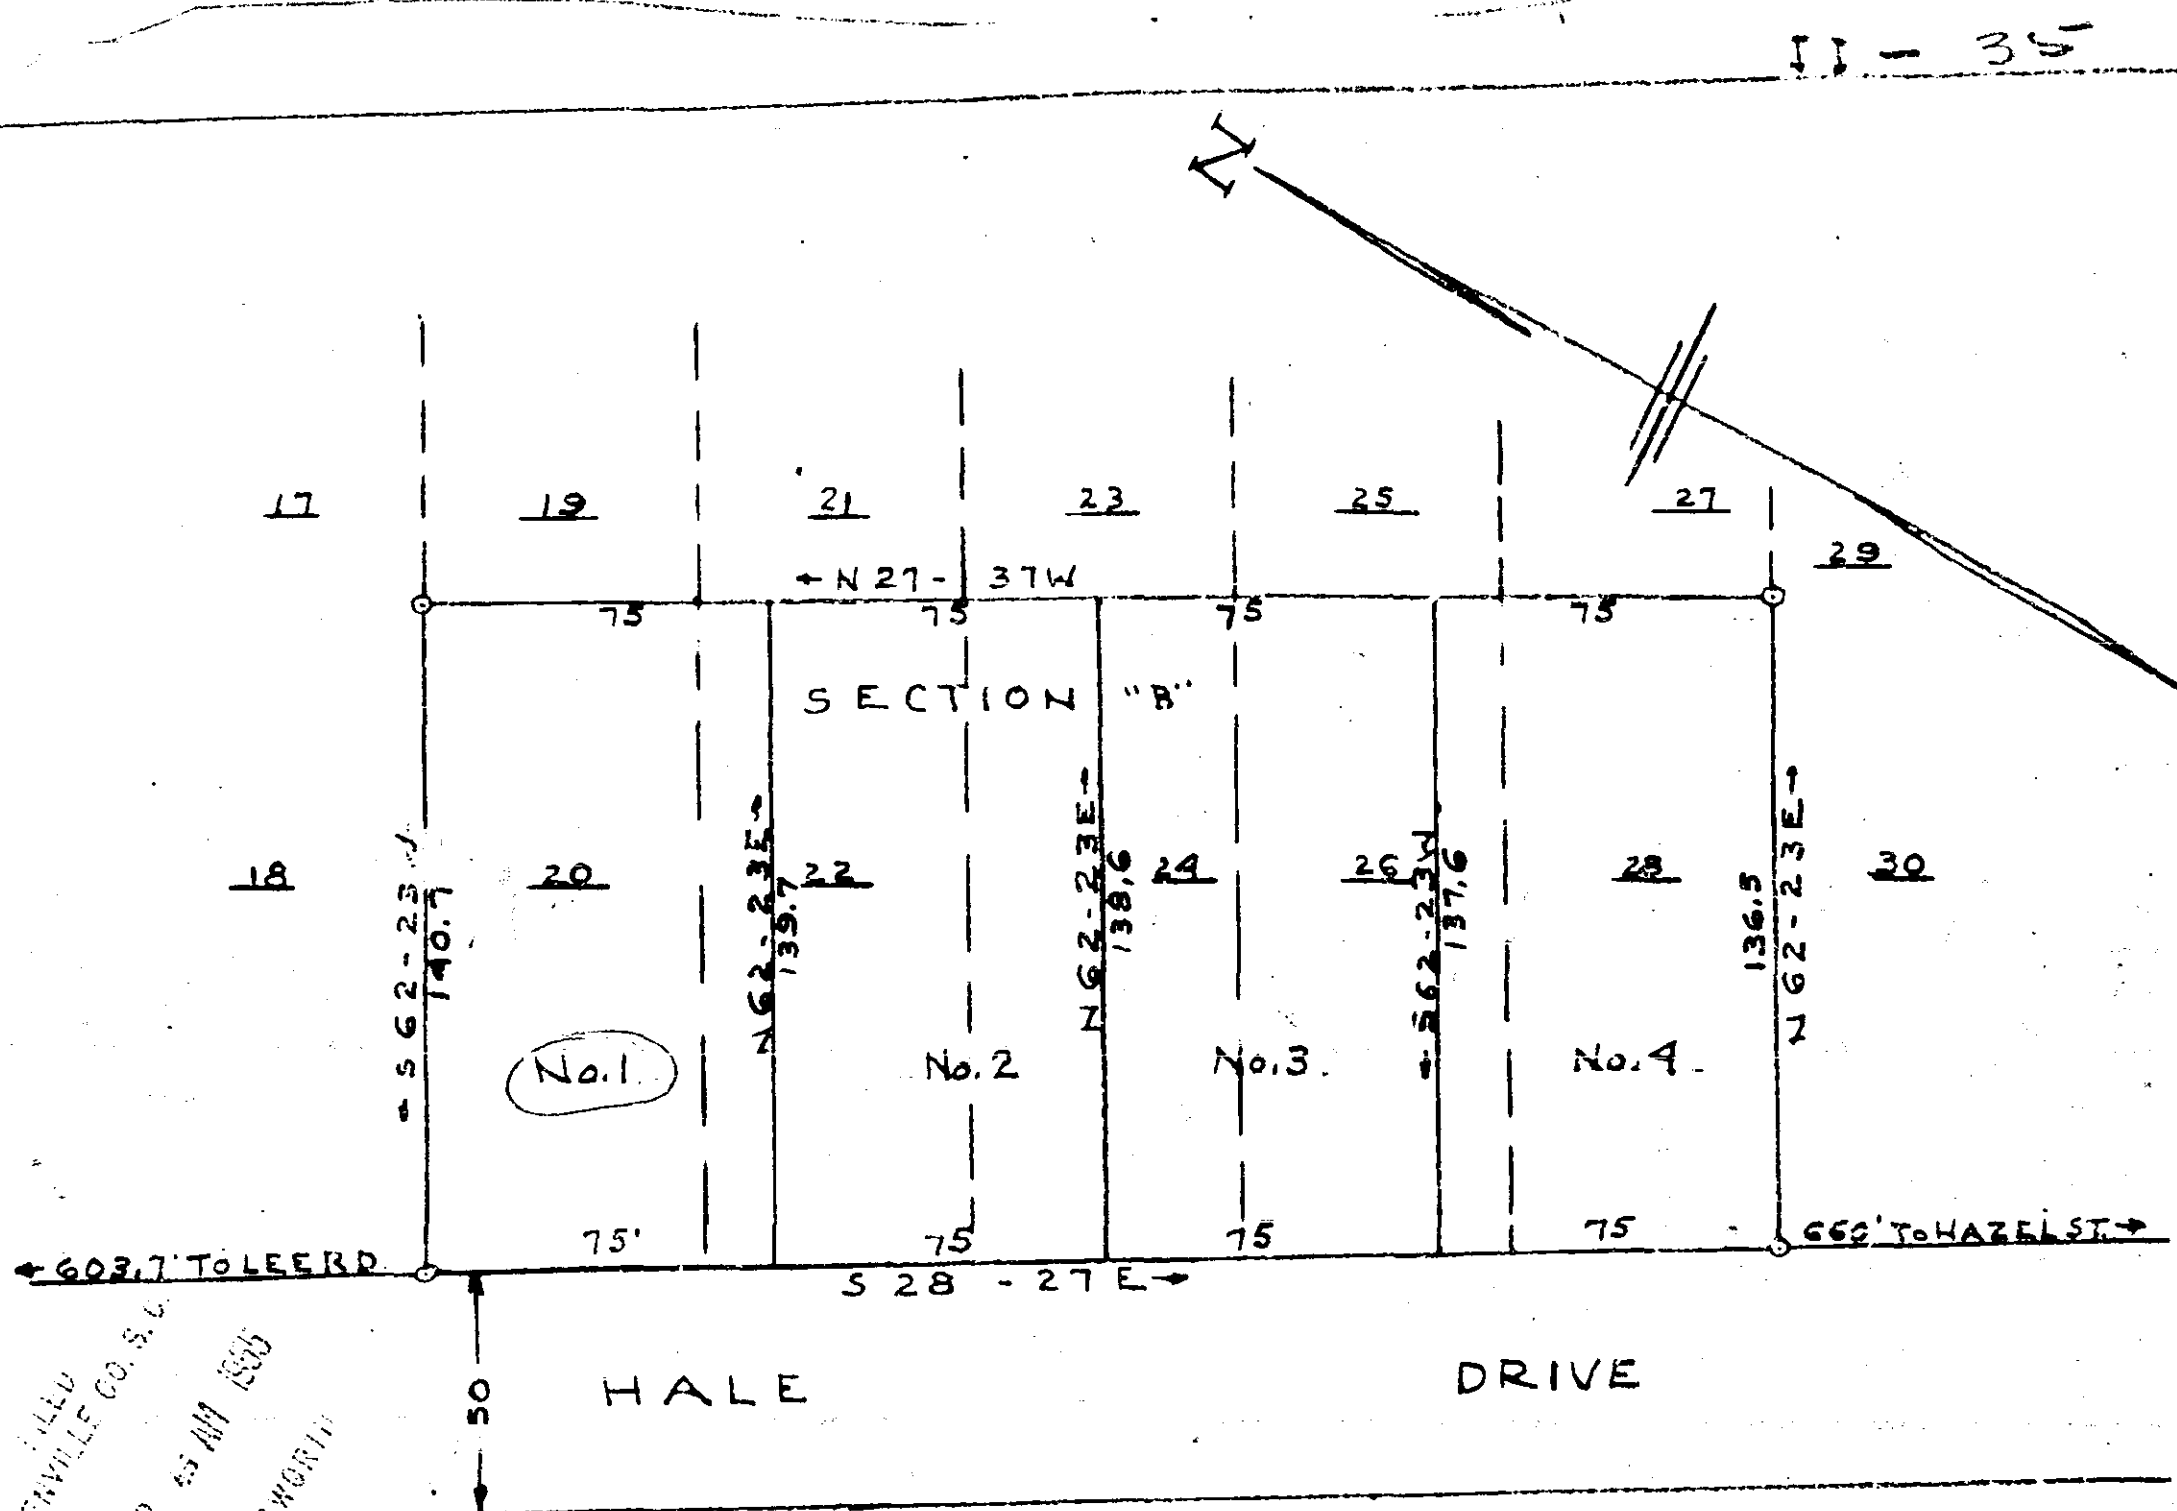 II - 35
N
17 19 21 23 25 27 29
← N 27 - 37 W
75 75 75 75
SECTION "B"
18 20 22 24 26 28 30
← S 62 - 23 W
140.7
N 62 - 23 E →
139.7
N 62 - 23 E →
138.6
← S 62 - 23 W
137.6
136.5
N 62 - 23 E →
No. 1 No. 2 No. 3. No. 4.
75' 75 75 75
← 603.7' TO LEE RD. TO HAZEL ST. →
S 28 - 27 E →
50
HALE DRIVE
CO. S. C.
AM 1955